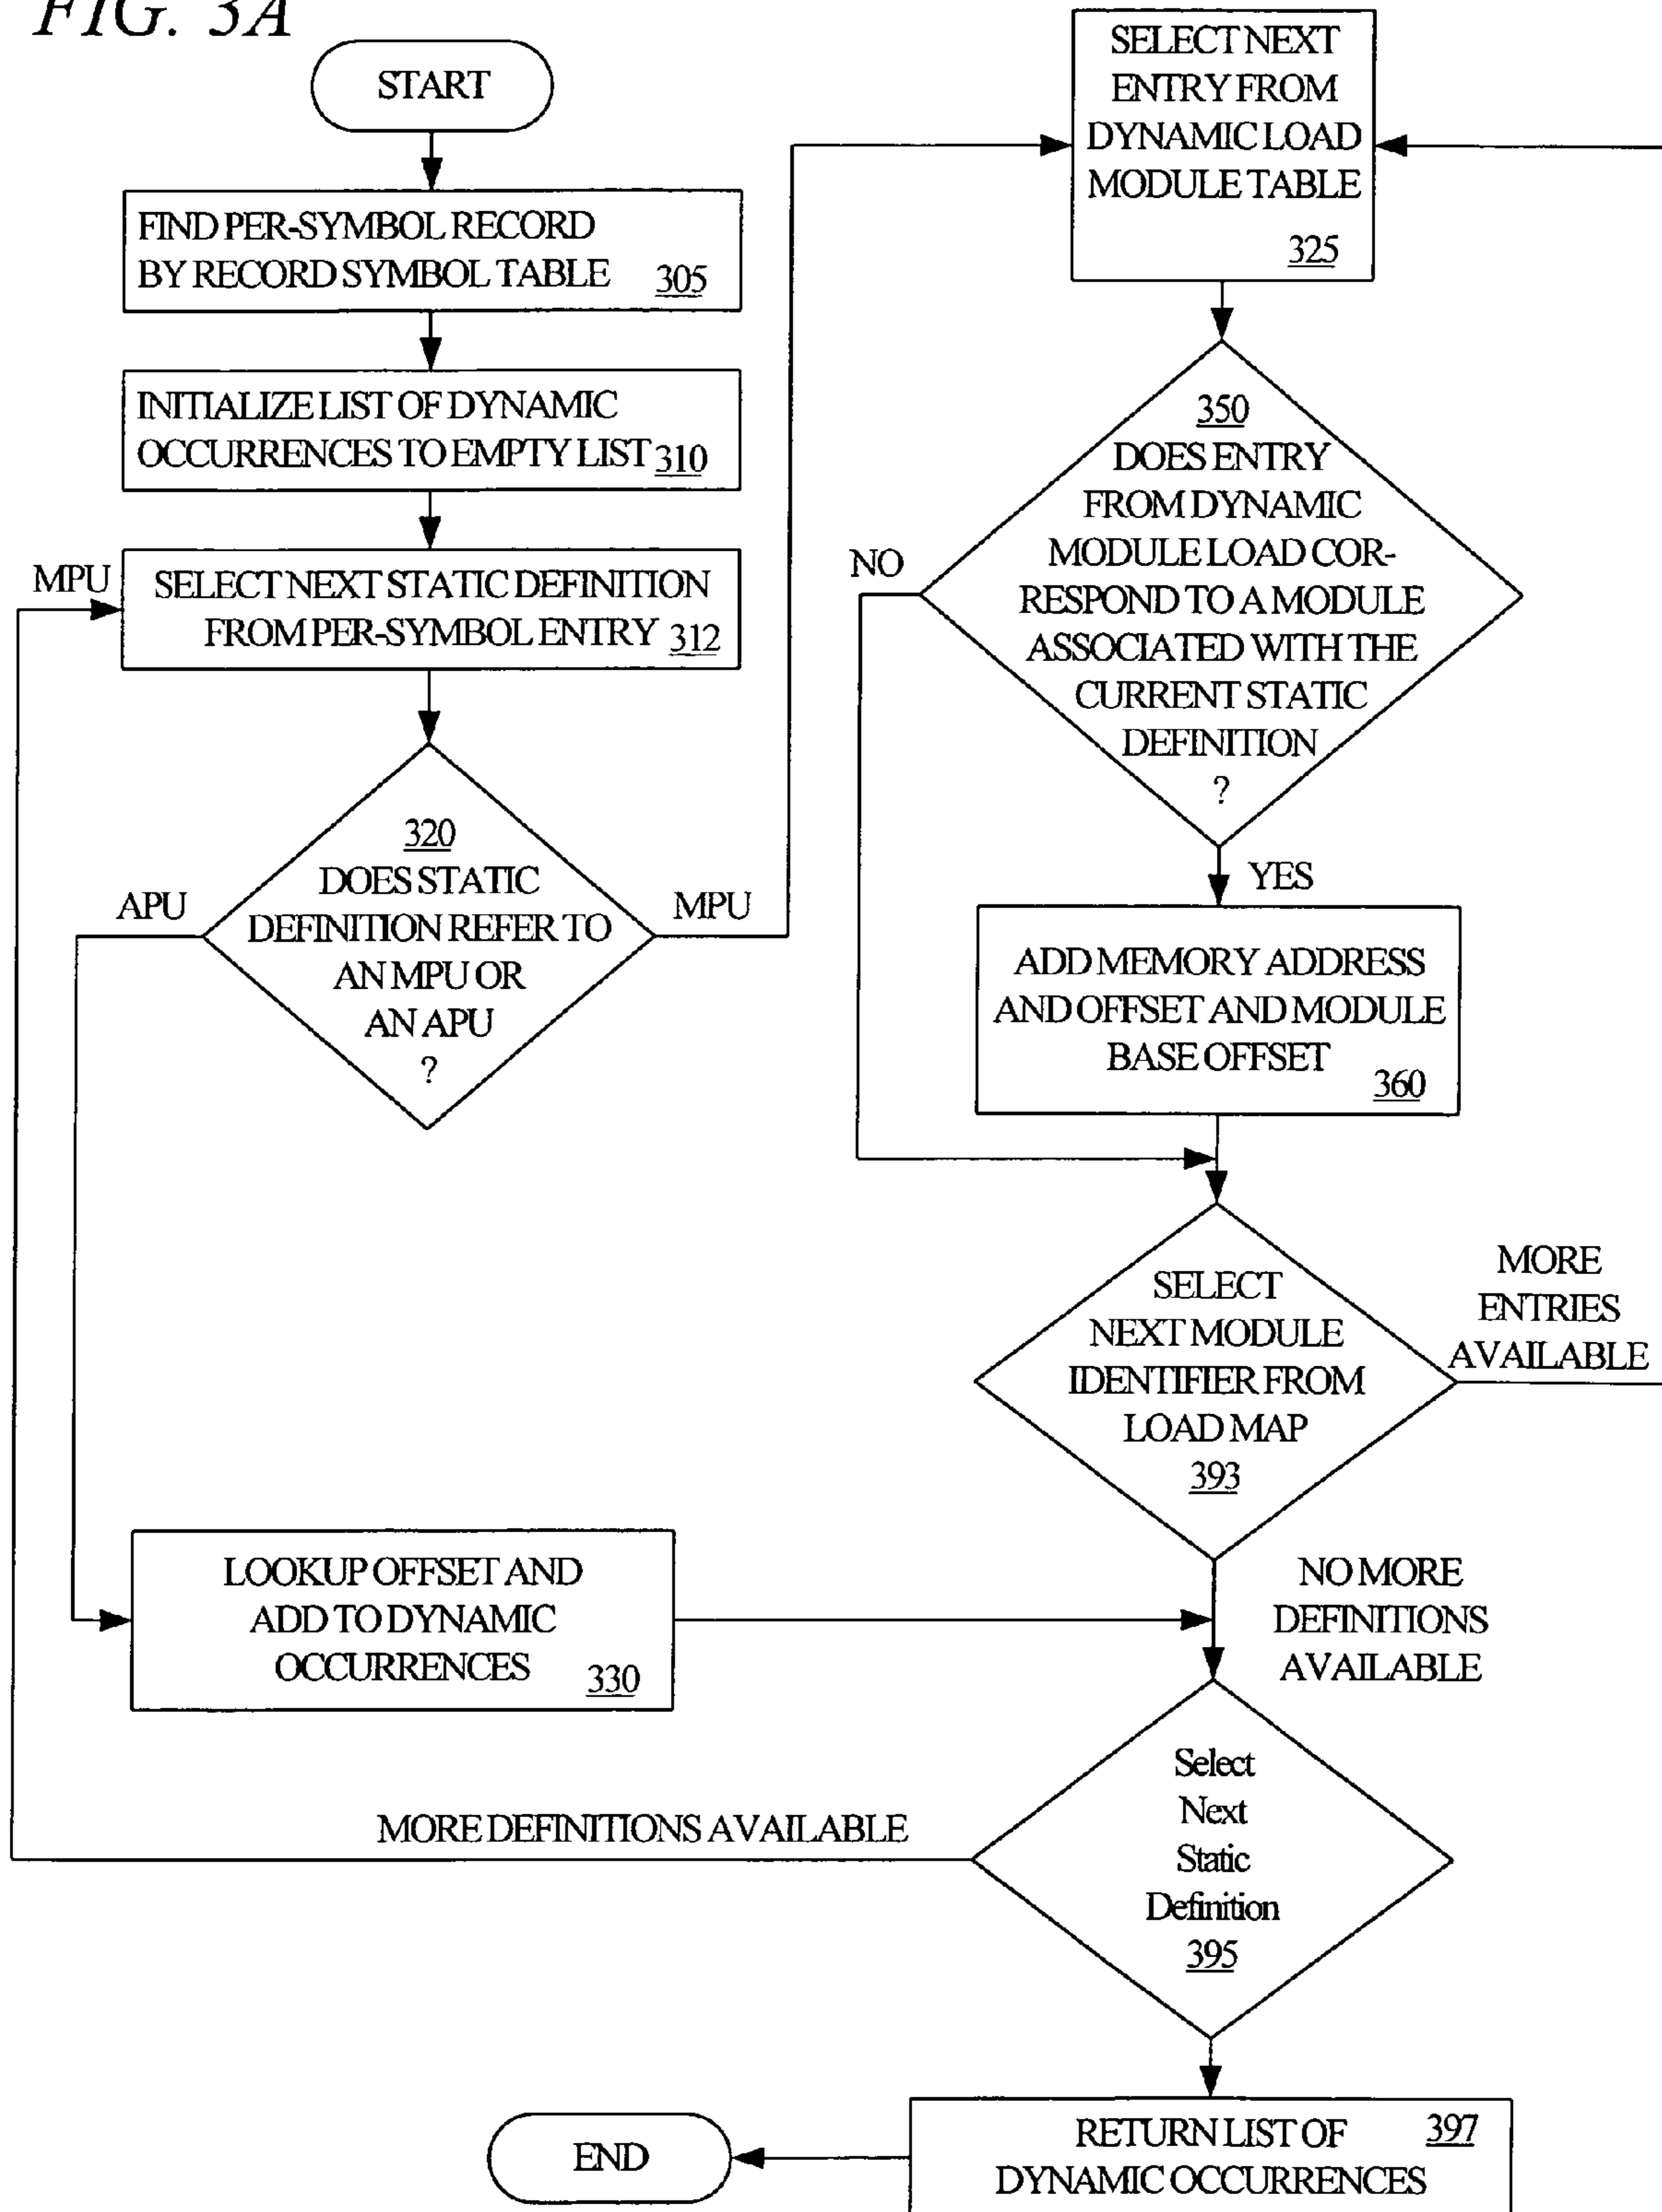 FIG. 3A
START
FIND PER-SYMBOL RECORD
BY RECORD SYMBOL TABLE 305
INITIALIZE LIST OF DYNAMIC
OCCURRENCES TO EMPTY LIST 310
MPU
SELECT NEXT STATIC DEFINITION
FROM PER-SYMBOL ENTRY 312
320
DOES STATIC
DEFINITION REFER TO
AN MPU OR
AN APU
?
APU
MPU
SELECT NEXT
ENTRY FROM
DYNAMIC LOAD
MODULE TABLE
325
350
DOES ENTRY
FROM DYNAMIC
MODULE LOAD COR-
RESPOND TO A MODULE
ASSOCIATED WITH THE
CURRENT STATIC
DEFINITION
?
NO
YES
ADD MEMORY ADDRESS
AND OFFSET AND MODULE
BASE OFFSET
360
SELECT
NEXT MODULE
IDENTIFIER FROM
LOAD MAP
393
MORE
ENTRIES
AVAILABLE
LOOKUP OFFSET AND
ADD TO DYNAMIC
OCCURRENCES
330
NO MORE
DEFINITIONS
AVAILABLE
Select
Next
Static
Definition
395
MORE DEFINITIONS AVAILABLE
RETURN LIST OF 397
DYNAMIC OCCURRENCES
END